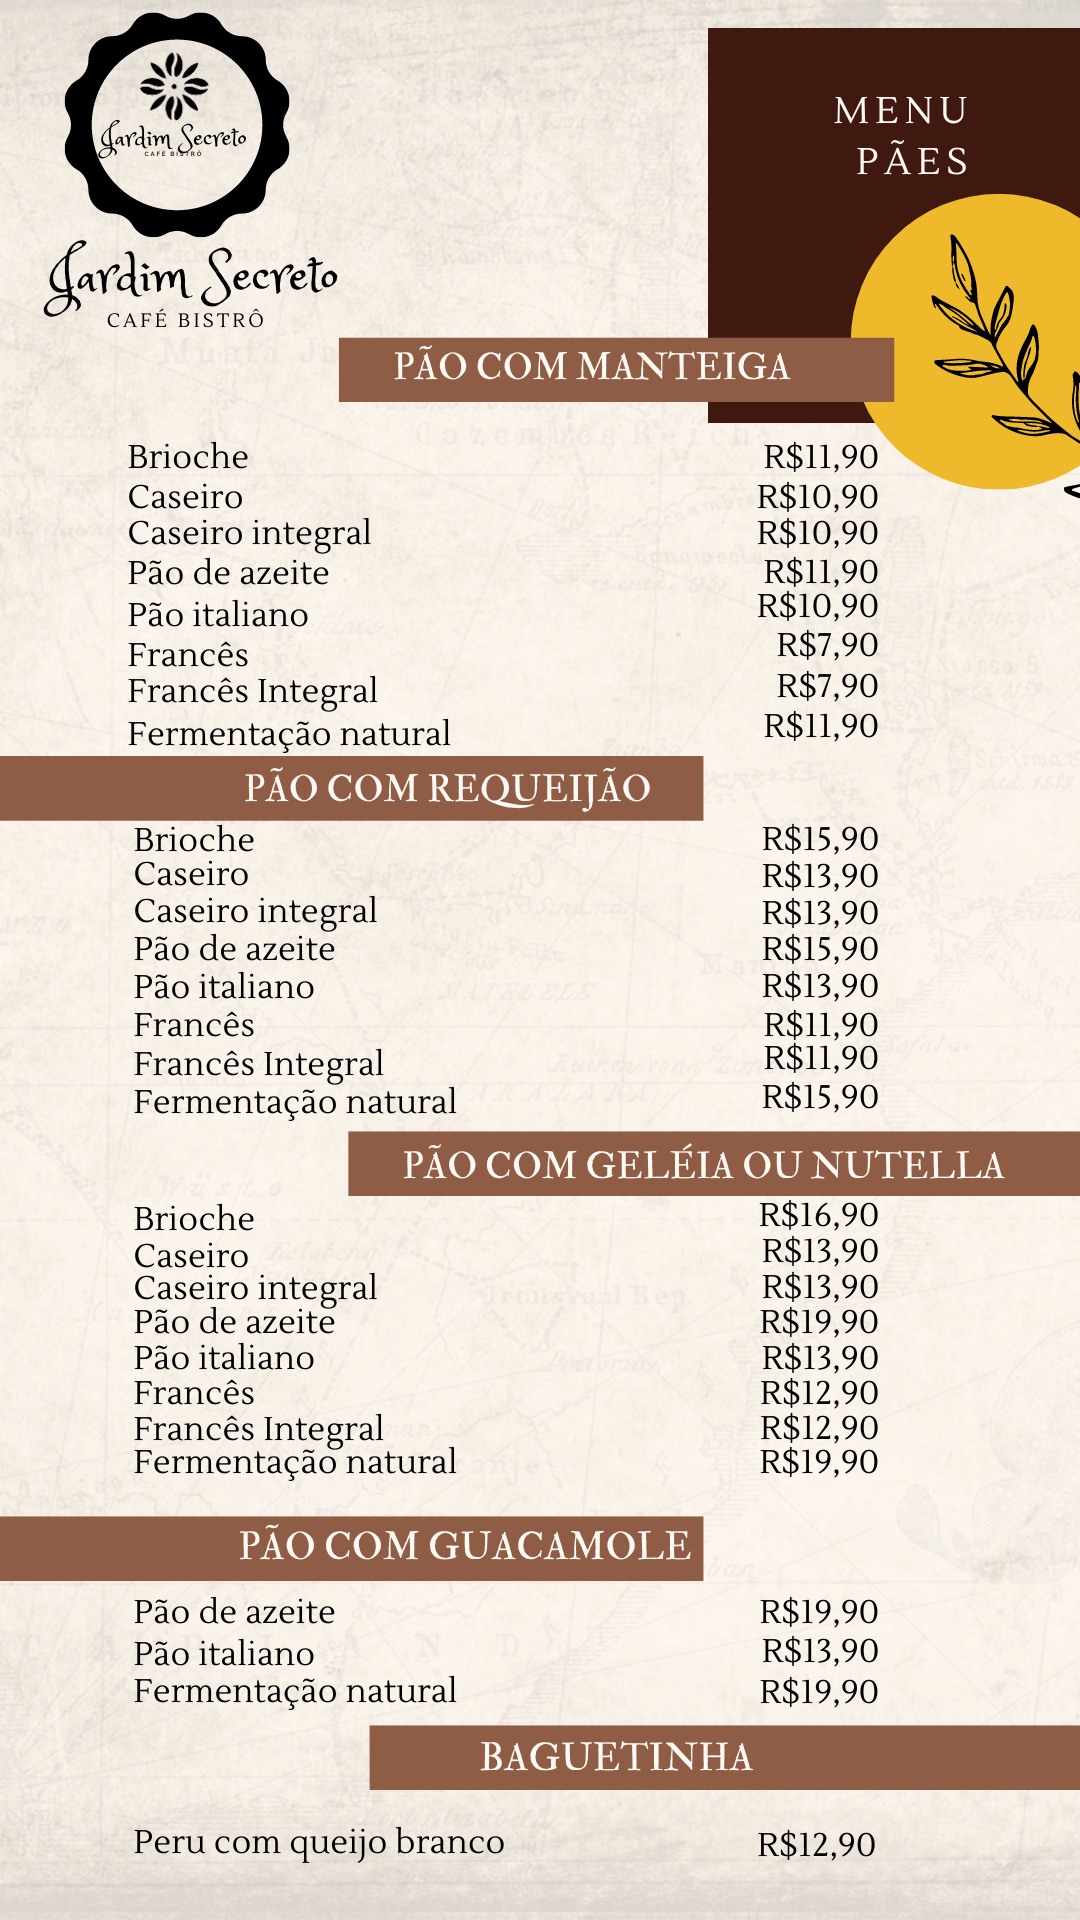 Jardim Secreto
CAFÉ BISTRÔ
Jardim Secreto
CAFÉ BISTRÔ
MENU
PÃES
PÃO COM MANTEIGA
Brioche R$11,90
Caseiro R$10,90
Caseiro integral R$10,90
Pão de azeite R$11,90
Pão italiano R$10,90
Francês R$7,90
Francês Integral R$7,90
Fermentação natural R$11,90
PÃO COM REQUEIJÃO
Brioche R$15,90
Caseiro R$13,90
Caseiro integral R$13,90
Pão de azeite R$15,90
Pão italiano R$13,90
Francês R$11,90
Francês Integral R$11,90
Fermentação natural R$15,90
PÃO COM GELÉIA OU NUTELLA
Brioche R$16,90
Caseiro R$13,90
Caseiro integral R$13,90
Pão de azeite R$19,90
Pão italiano R$13,90
Francês R$12,90
Francês Integral R$12,90
Fermentação natural R$19,90
PÃO COM GUACAMOLE
Pão de azeite R$19,90
Pão italiano R$13,90
Fermentação natural R$19,90
BAGUETINHA
Peru com queijo branco R$12,90